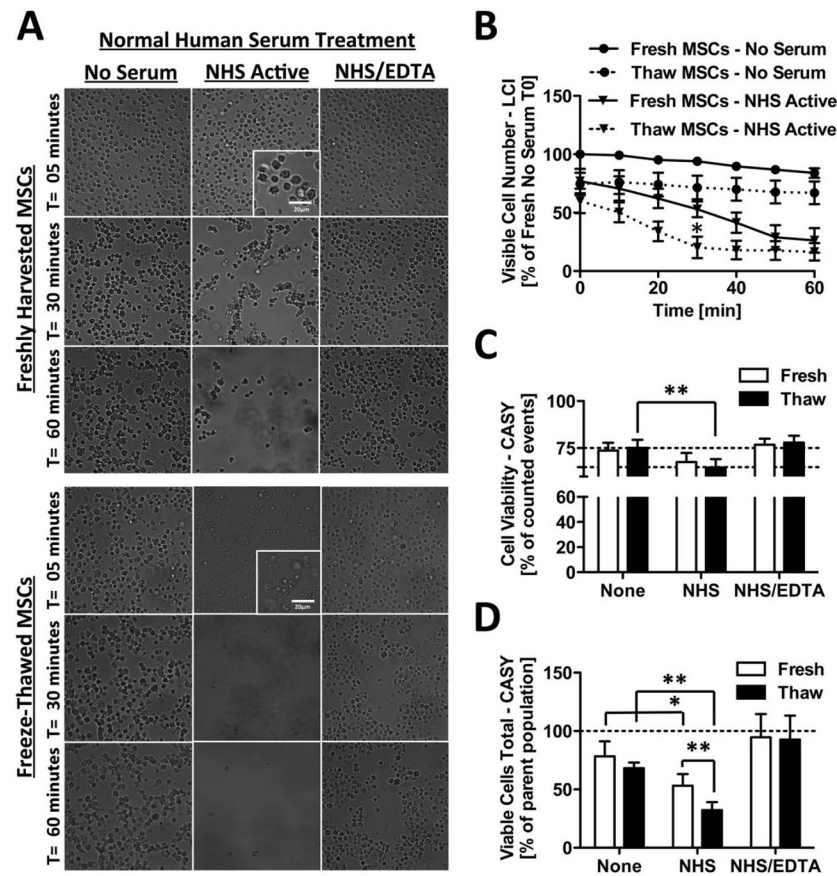 A
Normal Human Serum Treatment
No Serum NHS Active NHS/EDTA
Freshly Harvested MSCs
T= 05 minutes
20μm
T= 30 minutes
T= 60 minutes
Freeze-Thawed MSCs
T= 05 minutes
20μm
T= 30 minutes
T= 60 minutes
B
Fresh MSCs - No Serum
Thaw MSCs - No Serum
Fresh MSCs - NHS Active
Thaw MSCs - NHS Active
Visible Cell Number - LCI
[% of Fresh No Serum T0]
150
100
50
0
*
0 20 40 60
Time [min]
C
Fresh
Thaw
**
Cell Viability - CASY
[% of counted events]
100
75
60
40
20
0
None NHS NHS/EDTA
D
Fresh
Thaw
**
*
**
Viable Cells Total - CASY
[% of parent population]
150
100
50
0
None NHS NHS/EDTA